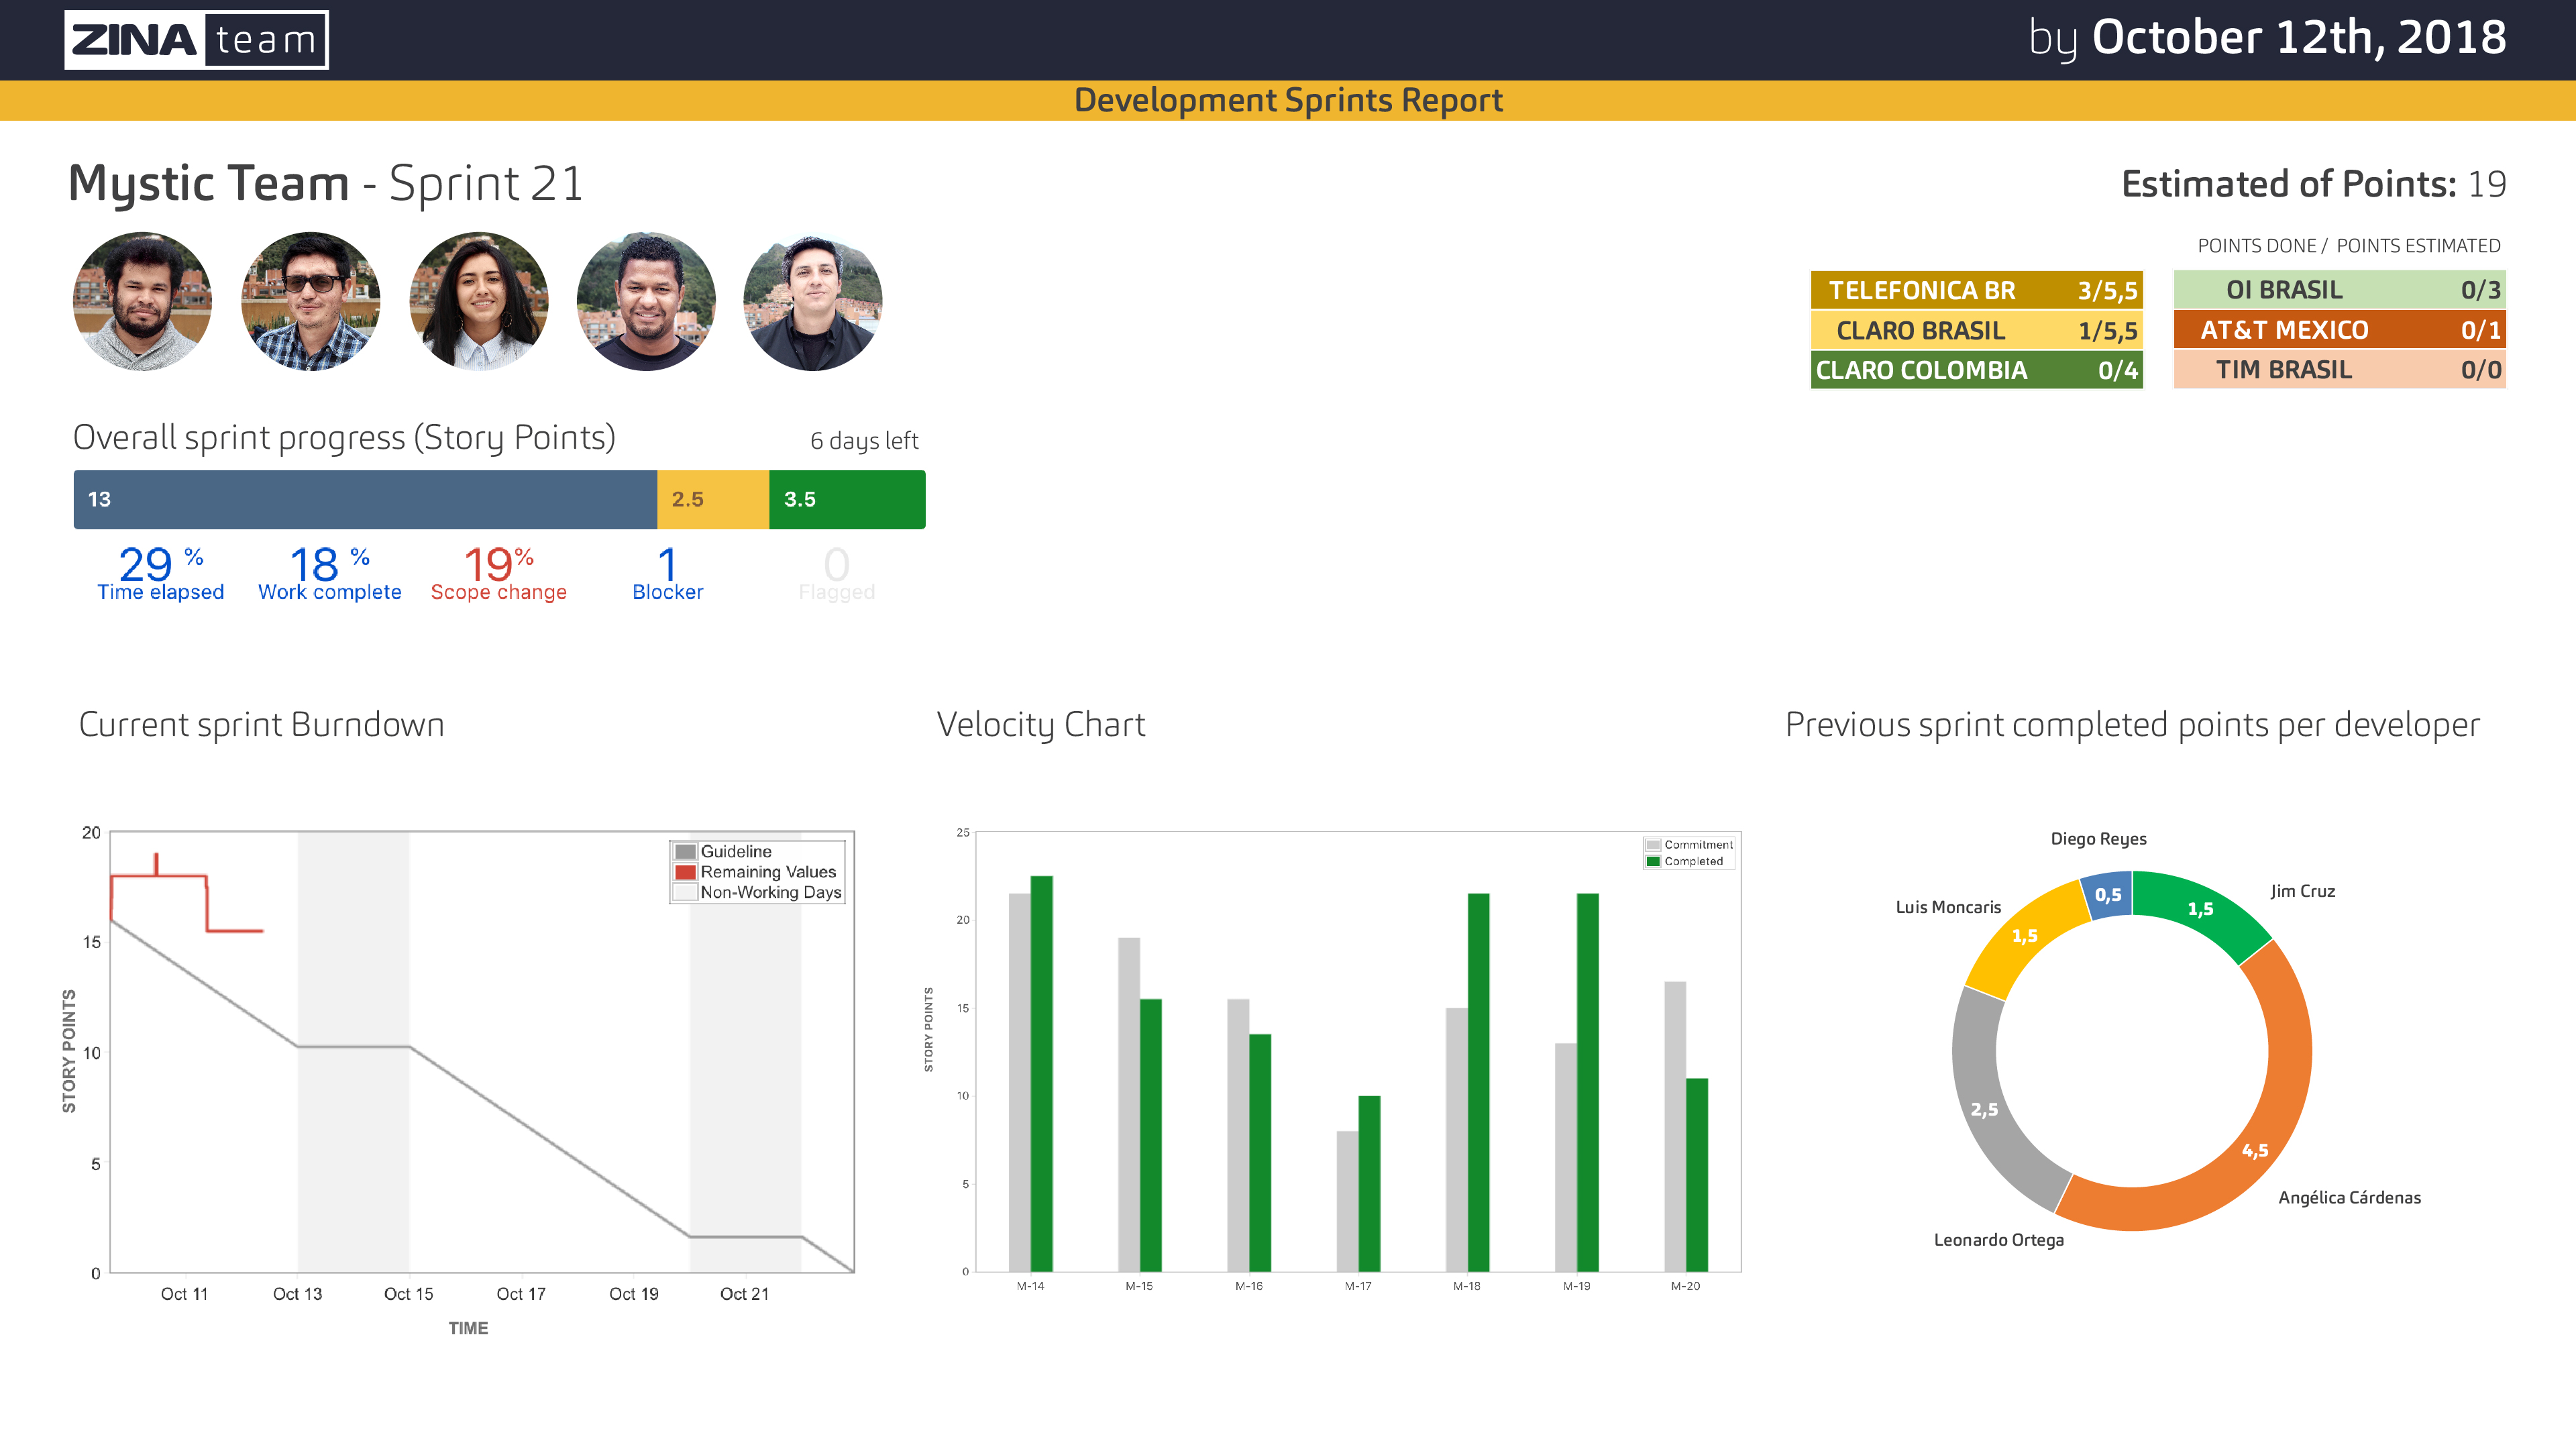 ZINA team
by October 12th, 2018
Development Sprints Report
Mystic Team - Sprint 21
Estimated of Points: 19
POINTS DONE / POINTS ESTIMATED
TELEFONICA BR 3/5,5
CLARO BRASIL 1/5,5
CLARO COLOMBIA 0/4
OI BRASIL 0/3
AT&T MEXICO 0/1
TIM BRASIL 0/0
Overall sprint progress (Story Points)
6 days left
13 2.5 3.5
29 % 18 % 19% 1 0
Time elapsed Work complete Scope change Blocker Flagged
Current sprint Burndown
20
15
10
5
0
STORY POINTS
Guideline
Remaining Values
Non-Working Days
Oct 11 Oct 13 Oct 15 Oct 17 Oct 19 Oct 21
TIME
Velocity Chart
25
20
15
10
5
0
STORY POINTS
Commitment
Completed
M-14 M-15 M-16 M-17 M-18 M-19 M-20
Previous sprint completed points per developer
Diego Reyes
0,5
Jim Cruz
1,5
Luis Moncaris
1,5
2,5
4,5
Angélica Cárdenas
Leonardo Ortega